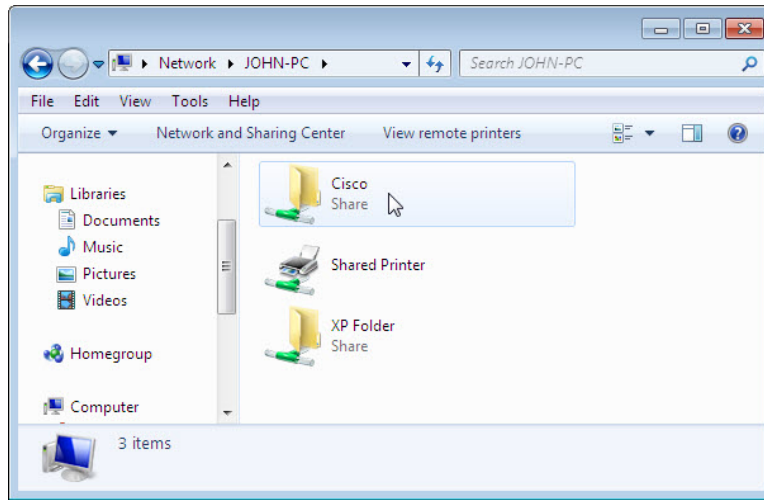 Network JOHN-PC Search JOHN-PC
File Edit View Tools Help
Organize Network and Sharing Center View remote printers
Libraries
Documents
Music
Pictures
Videos
Homegroup
Computer
Cisco
Share
Shared Printer
XP Folder
Share
3 items